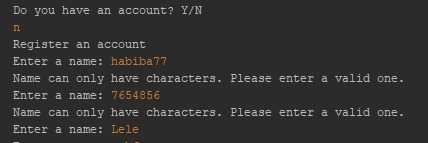 Do you have an account? Y/N
n
Register an account
Enter a name: habiba77
Name can only have characters. Please enter a valid one.
Enter a name: 7654856
Name can only have characters. Please enter a valid one.
Enter a name: Lele